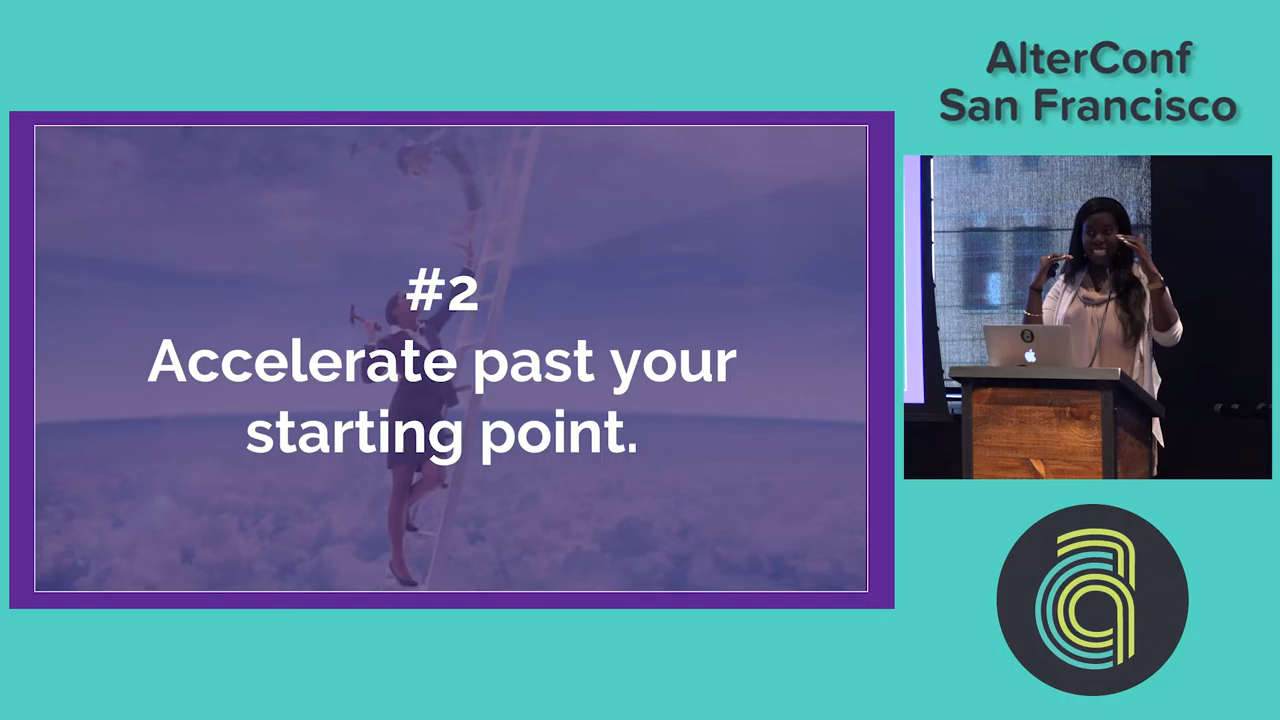 AlterConf
San Francisco
#2
Accelerate past your
starting point.